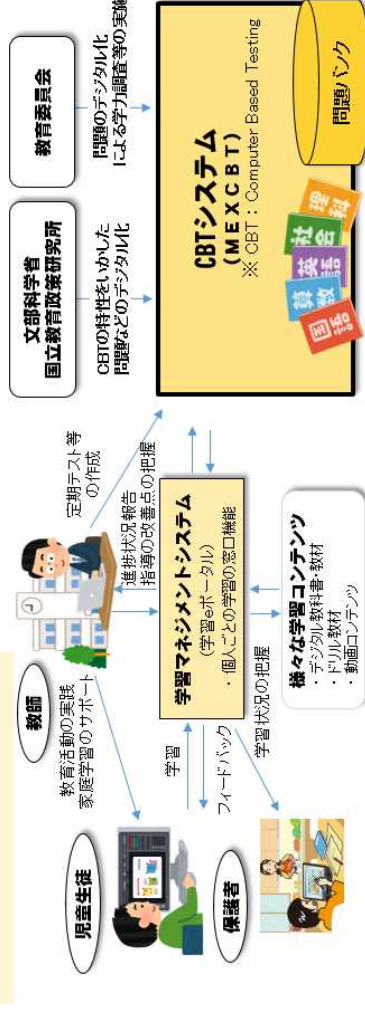 教師
教育活動の実践
家庭学習のサポート
児童生徒
保護者
学習
フィードバック
学習状況の把握
定期テスト等
の作成
進捗状況報告
指導の改善点の把握
学習マネジメントシステム
(学習eポータル)
・ 個人ごとの学習の窓口機能
様々な学習コンテンツ
・ デジタル教科書・教材
・ ドリル教材
・ 動画コンテンツ
文部科学省
国立教育政策研究所
CBTの特性をいかした
問題などのデジタル化
教育委員会
問題のデジタル化
による学力調査等の実施
CBTシステム
(MEXCBT)
※ CBT：Computer Based Testing
国語
算数
英語
社会
理科
問題バンク